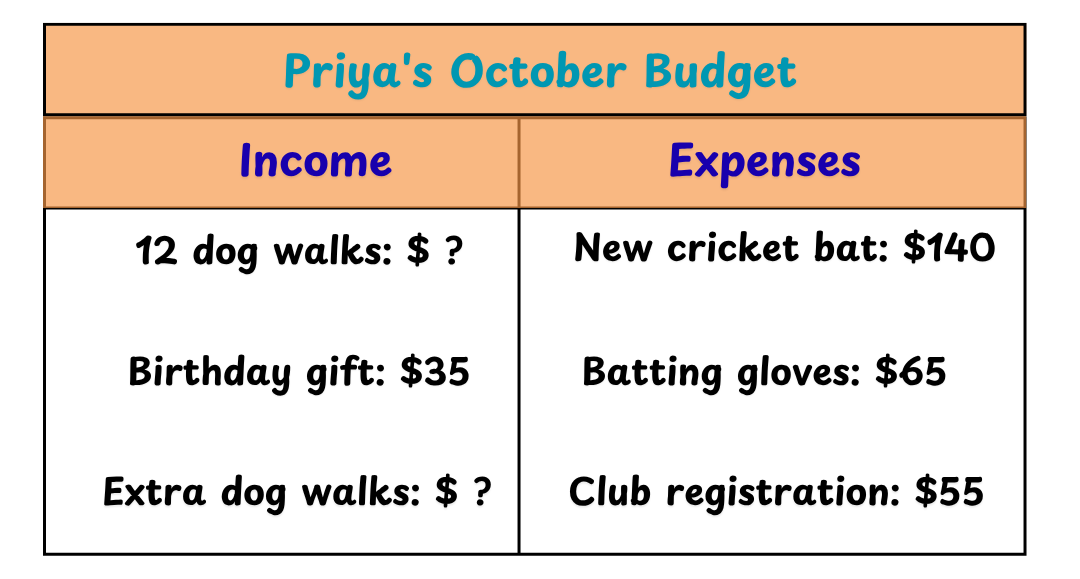 Priya's October Budget
Income
Expenses
12 dog walks: $ ?
New cricket bat: $140
Birthday gift: $35
Batting gloves: $65
Extra dog walks: $ ?
Club registration: $55